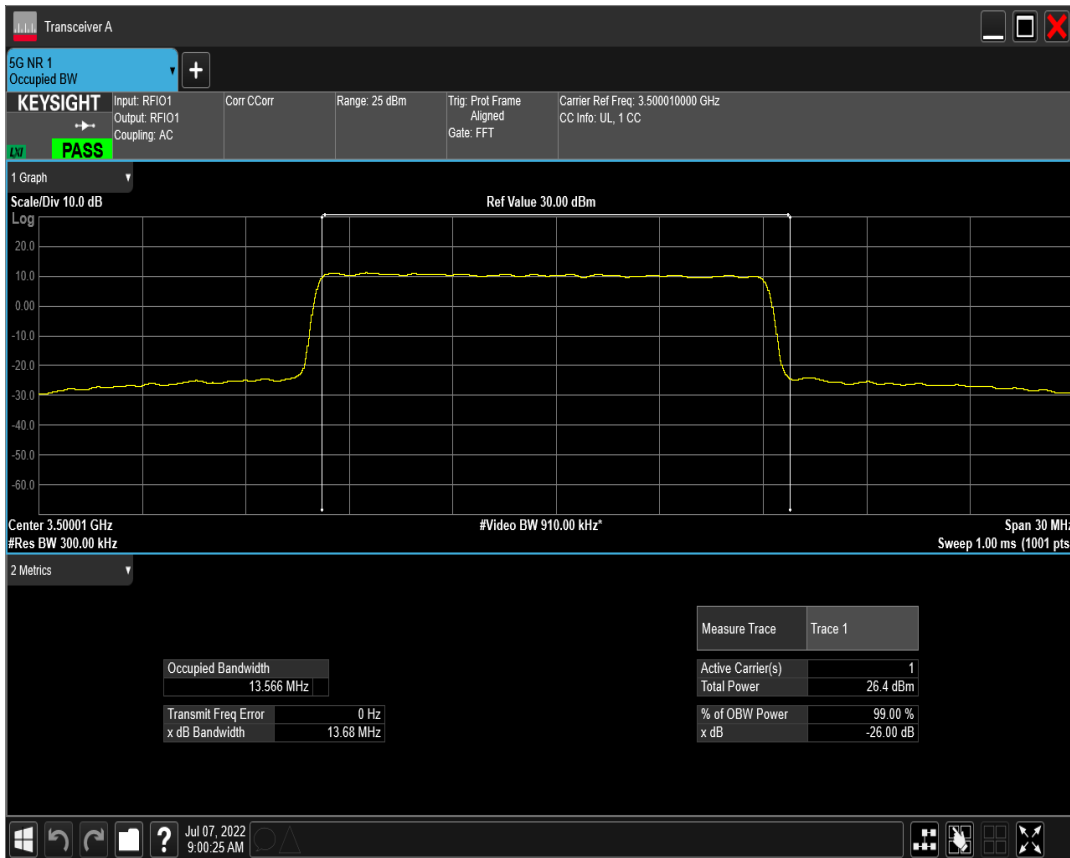 Transceiver A
5G NR 1
Occupied BW
KEYSIGHT
LXI
PASS
Input: RFIO1
Output: RFIO1
Coupling: AC
Corr CCorr
Range: 25 dBm
Trig: Prot Frame
Aligned
Gate: FFT
Carrier Ref Freq: 3.500010000 GHz
CC Info: UL, 1 CC
1 Graph
Scale/Div 10.0 dB
Ref Value 30.00 dBm
Log
20.0
10.0
0.00
-10.0
-20.0
-30.0
-40.0
-50.0
-60.0
Center 3.50001 GHz
#Video BW 910.00 kHz*
Span 30 MHz
#Res BW 300.00 kHz
Sweep 1.00 ms (1001 pts
2 Metrics
Measure Trace Trace 1
Occupied Bandwidth
13.566 MHz
Active Carrier(s) 1
Total Power 26.4 dBm
Transmit Freq Error 0 Hz
x dB Bandwidth 13.68 MHz
% of OBW Power 99.00 %
x dB -26.00 dB
?
Jul 07, 2022
9:00:25 AM